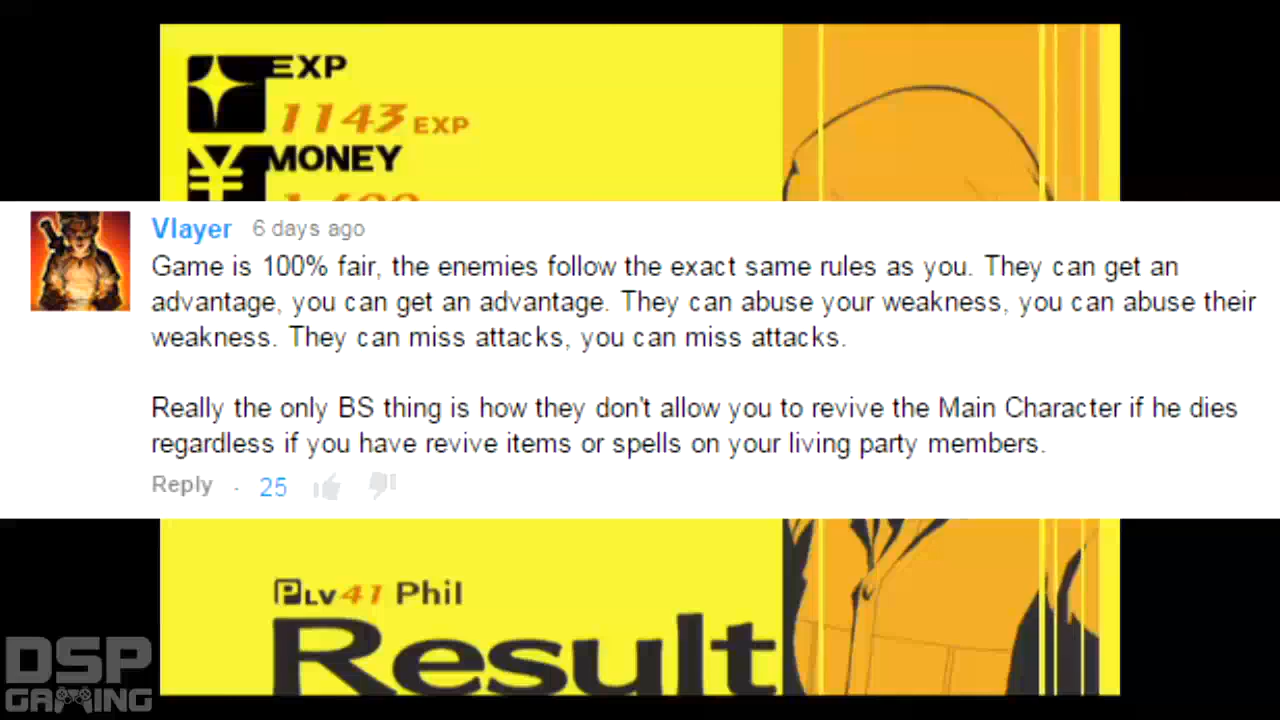 EXP
1143 EXP
MONEY
Vlayer 6 days ago
Game is 100% fair, the enemies follow the exact same rules as you. They can get an
advantage, you can get an advantage. They can abuse your weakness, you can abuse their
weakness. They can miss attacks, you can miss attacks.
Really the only BS thing is how they don't allow you to revive the Main Character if he dies
regardless if you have revive items or spells on your living party members.
Reply · 25
PLV 41 Phil
Result
DSP
GAMING